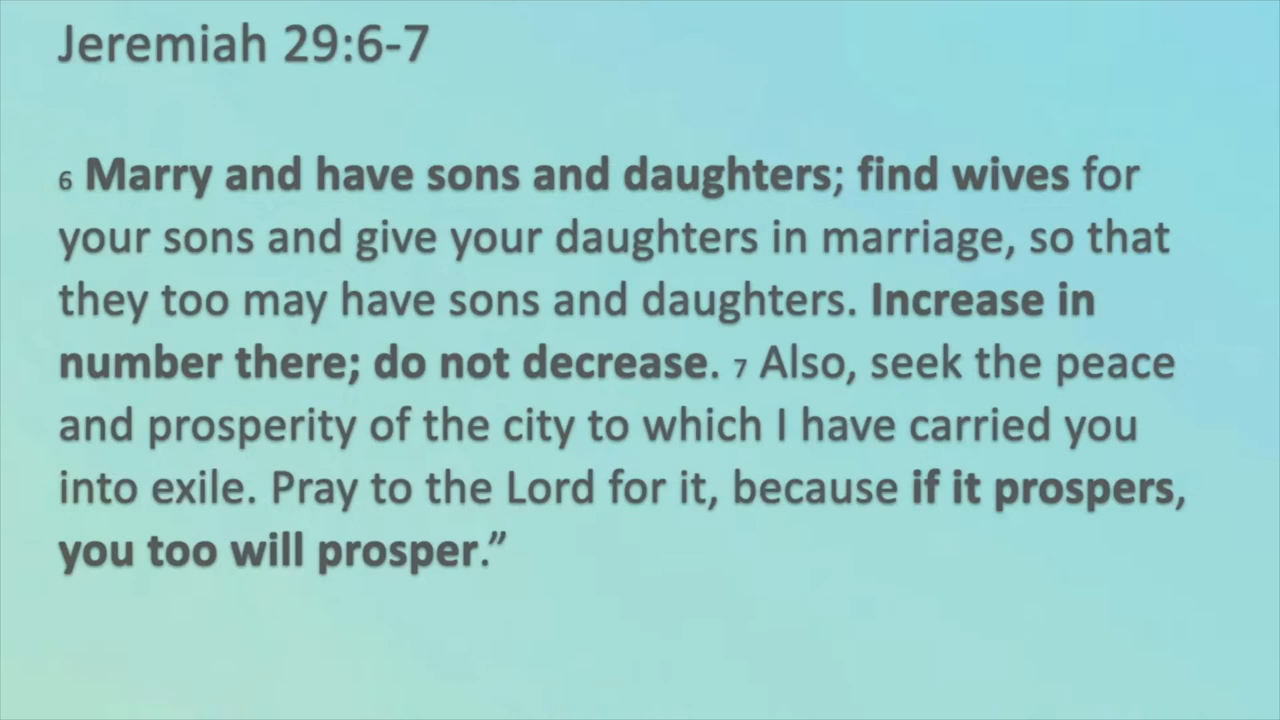 Jeremiah 29:6-7
6 Marry and have sons and daughters; find wives for
your sons and give your daughters in marriage, so that
they too may have sons and daughters. Increase in
number there; do not decrease. 7 Also, seek the peace
and prosperity of the city to which I have carried you
into exile. Pray to the Lord for it, because if it prospers,
you too will prosper.”